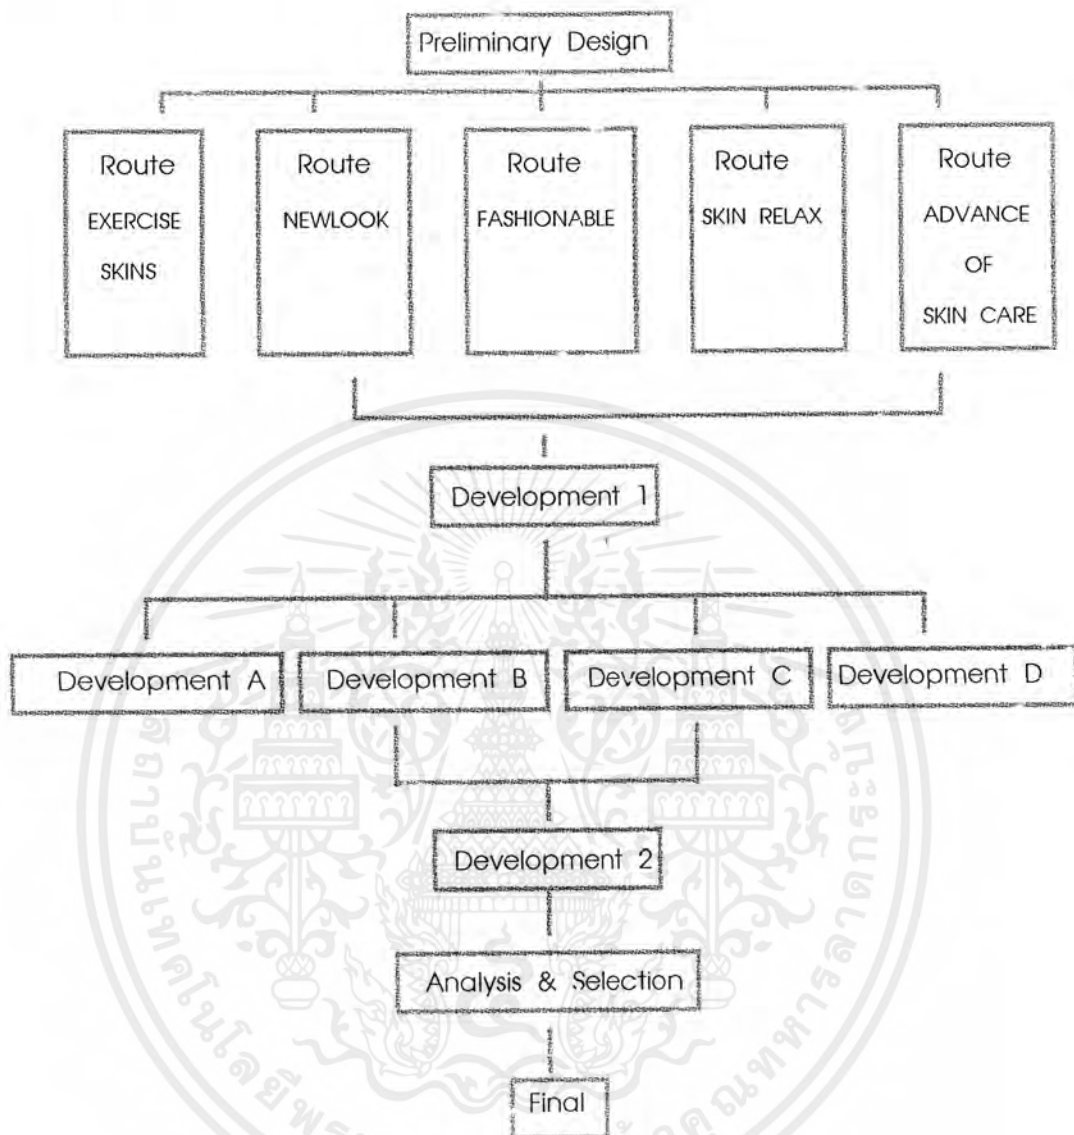 Preliminary Design
Route
EXERCISE
SKINS
Route
NEWLOOK
Route
FASHIONABLE
Route
SKIN RELAX
Route
ADVANCE
OF
SKIN CARE
Development 1
Development A
Development B
Development C
Development D
Development 2
Analysis & Selection
Final